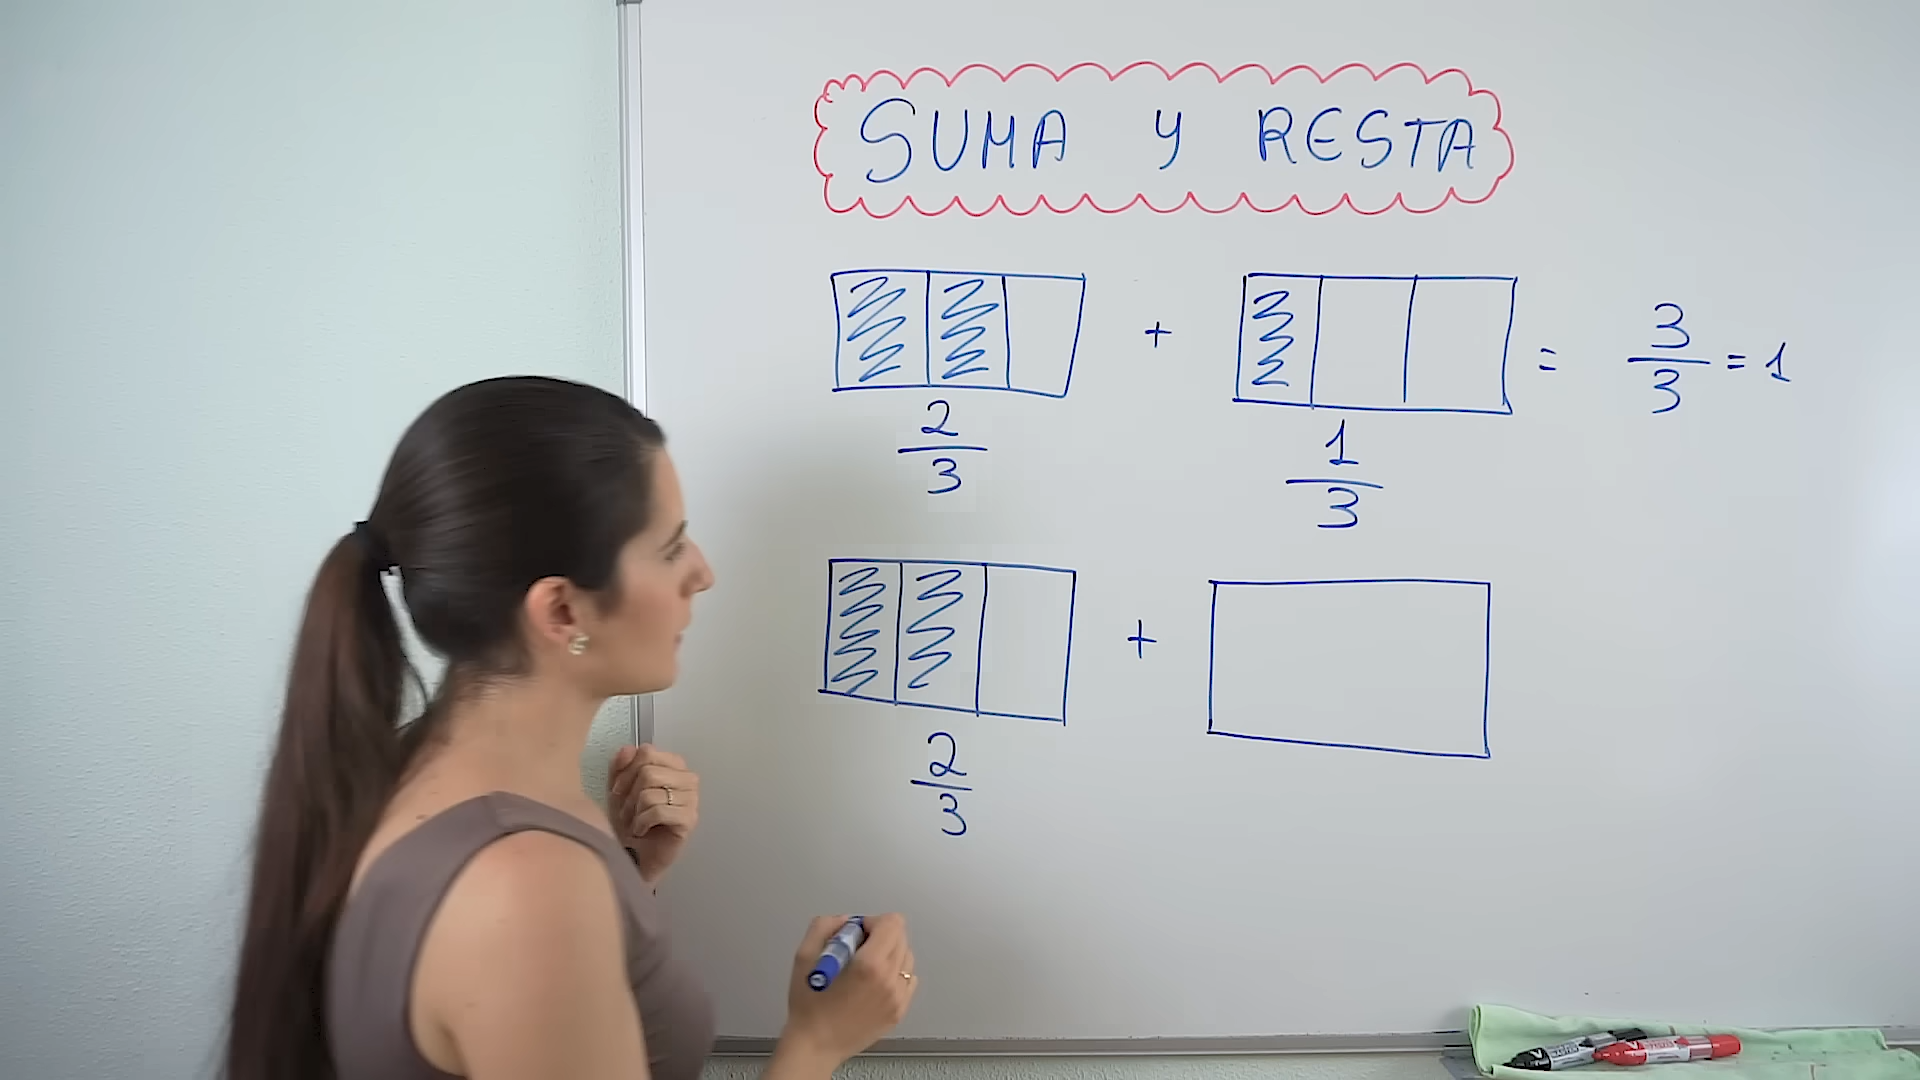 SUMA Y RESTA
+ = 3/3 = 1
2/3 1/3
+
2/3